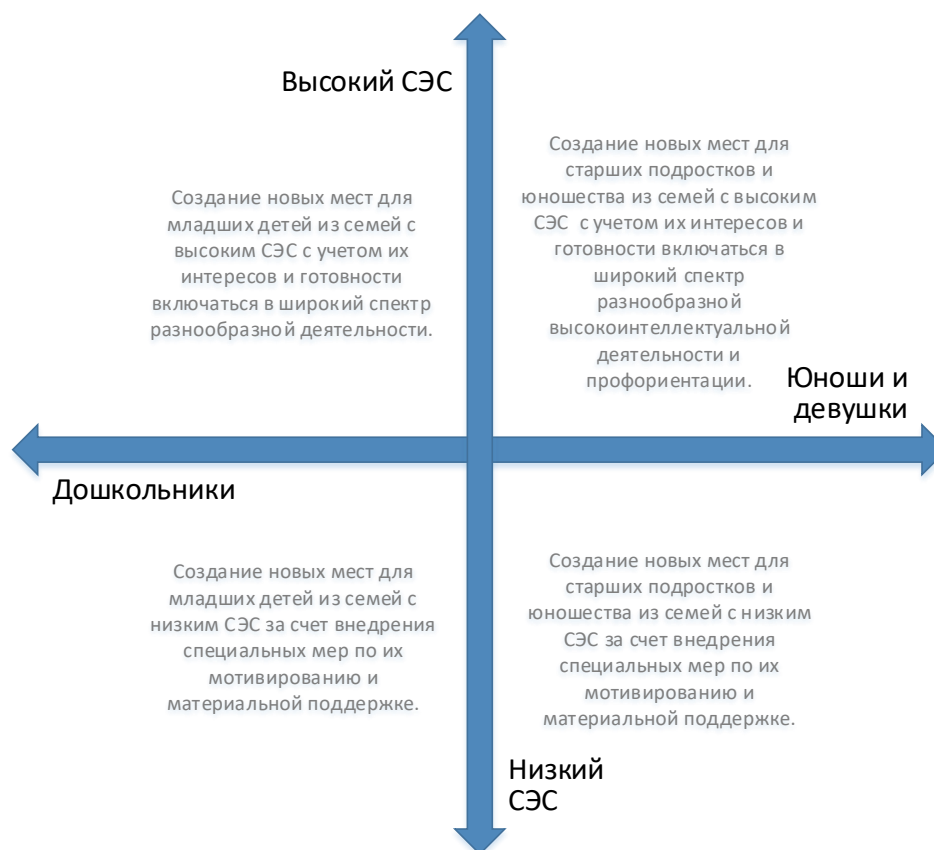 Высокий СЭС
Создание новых мест для
младших детей из семей с
высоким СЭС с учетом их
интересов и готовности
включаться в широкий спектр
разнообразной деятельности.
Создание новых мест для
старших подростков и
юношества из семей с высоким
СЭС с учетом их интересов и
готовности включаться в
широкий спектр
разнообразной
высокоинтеллектуальной
деятельности и
профориентации.
Юноши и
девушки
Дошкольники
Создание новых мест для
младших детей из семей с
низким СЭС за счет внедрения
специальных мер по их
мотивированию и
материальной поддержке.
Создание новых мест для
старших подростков и
юношества из семей с низким
СЭС за счет внедрения
специальных мер по их
мотивированию и
материальной поддержке.
Низкий
СЭС